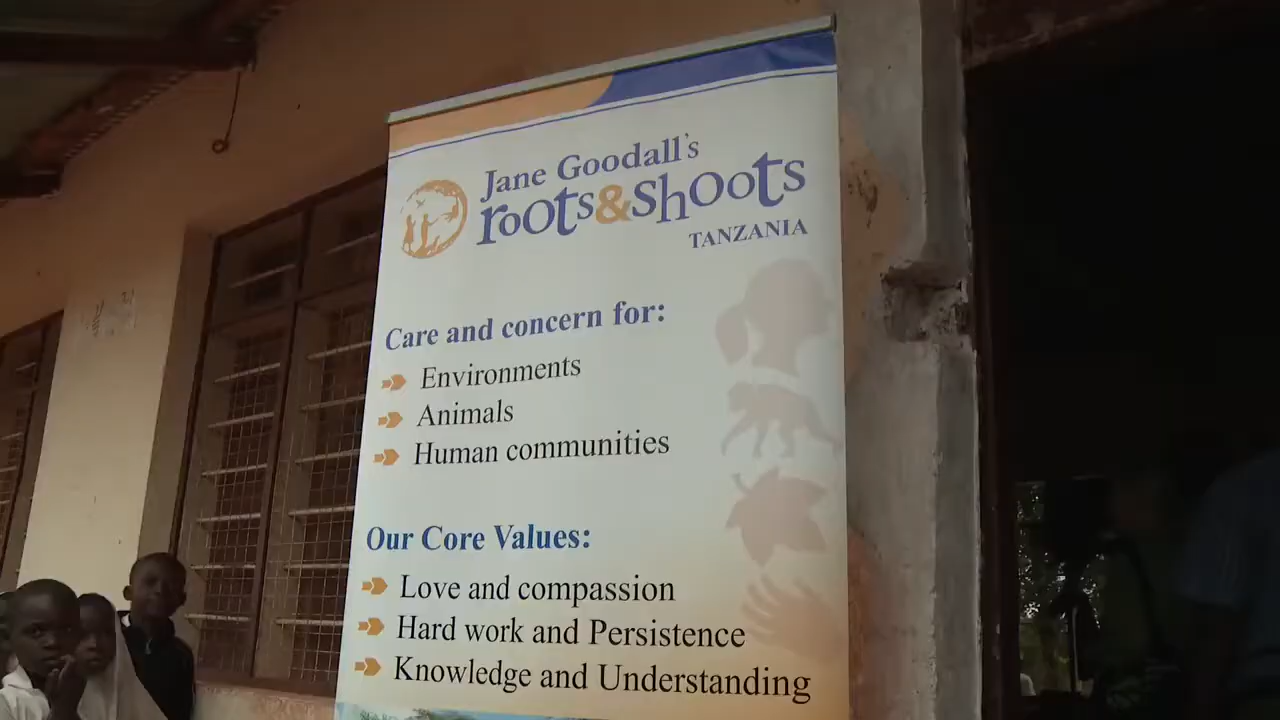 Jane Goodall's
roots&shoots
TANZANIA
Care and concern for:
Environments
Animals
Human communities
Our Core Values:
Love and compassion
Hard work and Persistence
Knowledge and Understanding